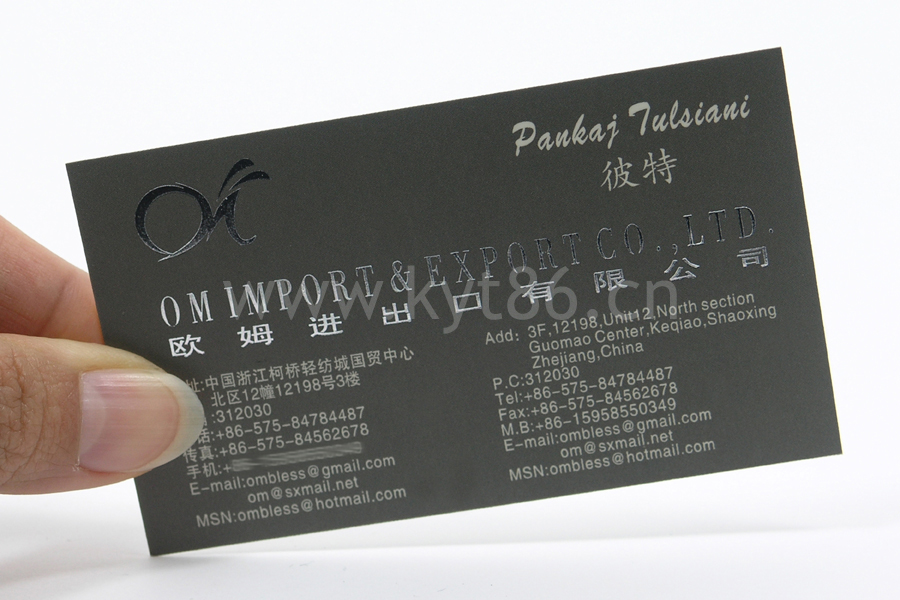 Pankaj Tulsiani
彼特
OM IMPORT & EXPORT CO.,LTD.
欧姆进出口有限公司
www.kyt86.cn
址:中国浙江柯桥轻纺城国贸中心
北区12幢12198号3楼
:312030
话:+86-575-84784487
传真:+86-575-84562678
手机:+
E-mail:ombless@gmail.com
om@sxmail.net
MSN:ombless@hotmail.com
Add: 3F,12198,Unit12,North section
Guomao Center,Keqiao,Shaoxing
Zhejiang,China
P.C:312030
Tel:+86-575-84784487
Fax:+86-575-84562678
M.B:+86-15958550349
E-mail:ombless@gmail.com
om@sxmail.net
MSN:ombless@hotmail.com